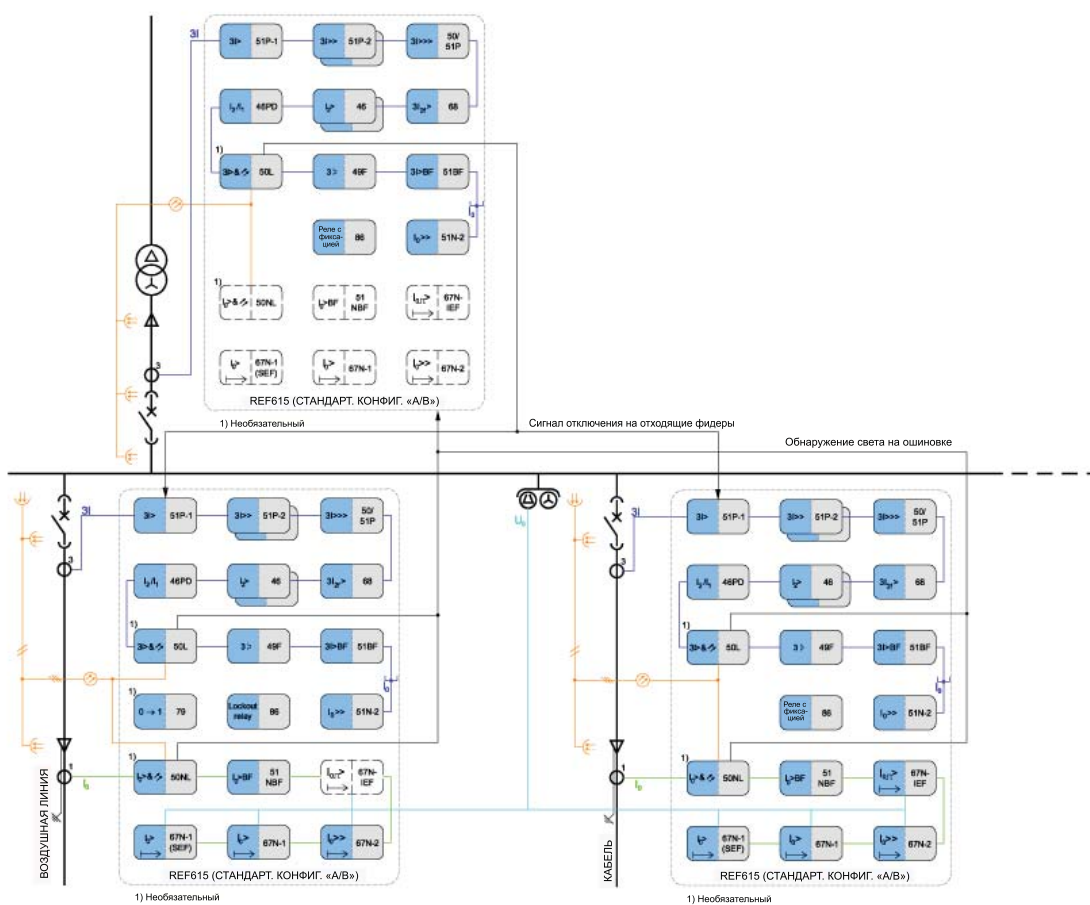 3I
3I> 51P-1
3I>> 51P-2
3I>>> 50/
51P
I2/I1 46PD
I2> 46
3I2f> 68
1)
3I>& 50L
49F
3I>BF 51BF
I0
Реле с
фикса-
цией
86
I0>> 51N-2
1)
I0>& 50NL
I0>BF 51
NBF
67N-
IEF
I0> 67N-1
(SEF)
I0> 67N-1
I0>> 67N-2
3
REF615 (СТАНДАРТ. КОНФИГ. «A/B»)
1) Необязательный
Сигнал отключения на отходящие фидеры
Обнаружение света на ошиновке
3I
3I> 51P-1
3I>> 51P-2
3I>>> 50/
51P
3
I2/I1 46PD
I2> 46
3I2f> 68
1)
3I>& 50L
49F
3I>BF 51BF
I0
1)
0 → 1 79
Lockout
relay
86
I0>> 51N-2
1)
I0>& 50NL
I0>BF 51
NBF
67N-
IEF
1
I0
I0> 67N-1
(SEF)
I0> 67N-1
I0>> 67N-2
ВОЗДУШНАЯ ЛИНИЯ
REF615 (СТАНДАРТ. КОНФИГ. «A/B»)
1) Необязательный
U0
3I
3I> 51P-1
3I>> 51P-2
3I>>> 50/
51P
3
I2/I1 46PD
I2> 46
3I2f> 68
1)
3I>& 50L
49F
3I>BF 51BF
I0
Реле с
фикса-
цией
86
I0>> 51N-2
1)
I0>& 50NL
I0>BF 51
NBF
67N-
IEF
1
I0
I0> 67N-1
(SEF)
I0> 67N-1
I0>> 67N-2
КАБЕЛЬ
REF615 (СТАНДАРТ. КОНФИГ. «A/B»)
1) Необязательный